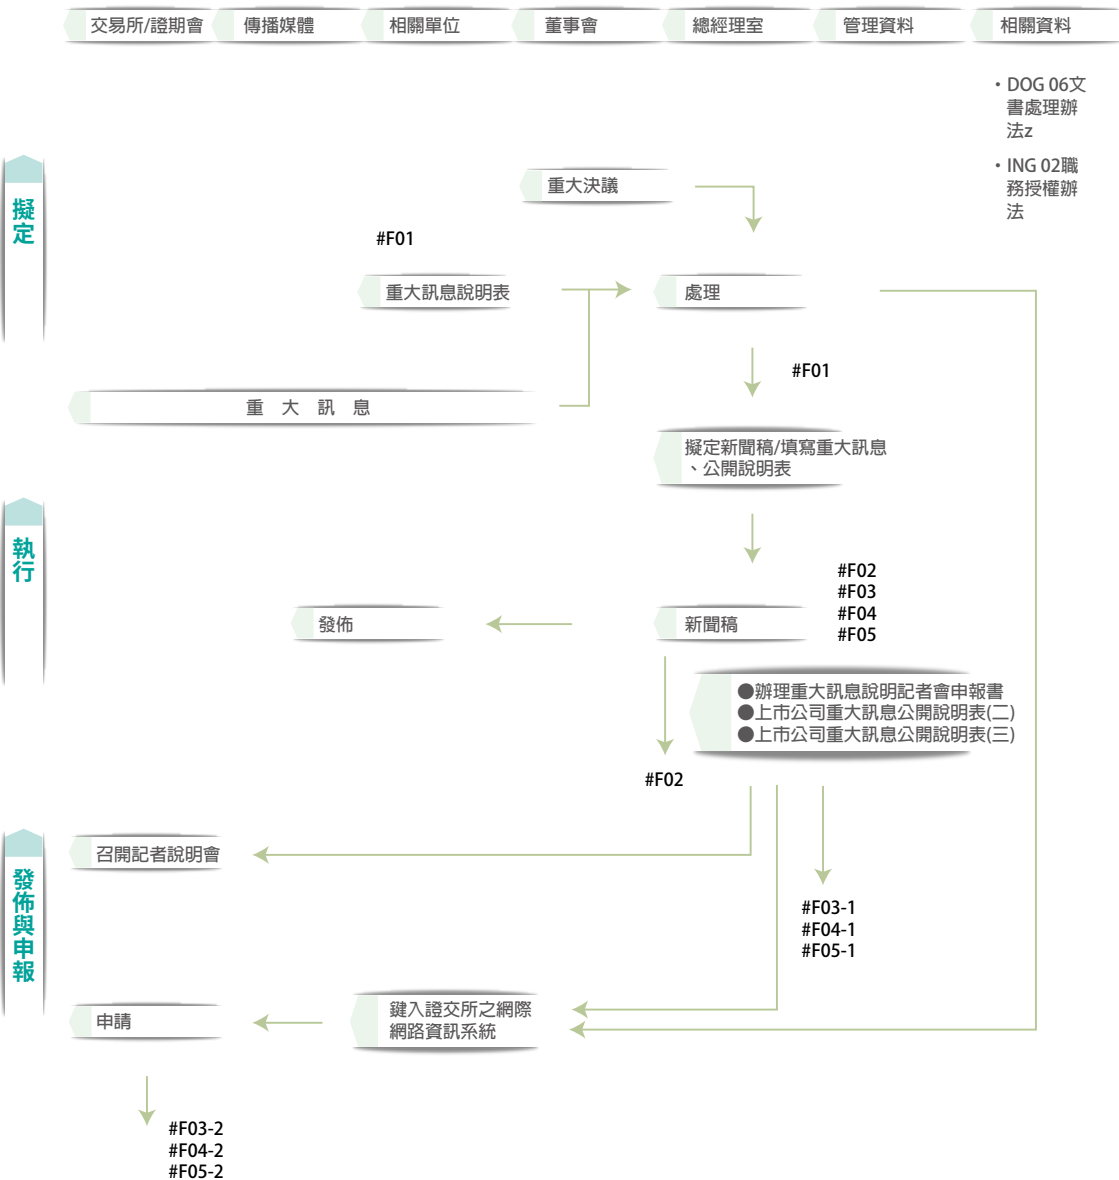 交易所/證期會
傳播媒體
相關單位
董事會
總經理室
管理資料
相關資料
・DOG 06文
書處理辦
法z
・ING 02職
務授權辦
法
擬定
重大決議
#F01
重大訊息說明表
處理
#F01
重 大 訊 息
擬定新聞稿/填寫重大訊息
、公開說明表
執行
#F02
#F03
#F04
#F05
發佈
新聞稿
●辦理重大訊息說明記者會申報書
●上市公司重大訊息公開說明表(二)
●上市公司重大訊息公開說明表(三)
#F02
發佈與申報
召開記者說明會
#F03-1
#F04-1
#F05-1
鍵入證交所之網際
網路資訊系統
申請
#F03-2
#F04-2
#F05-2